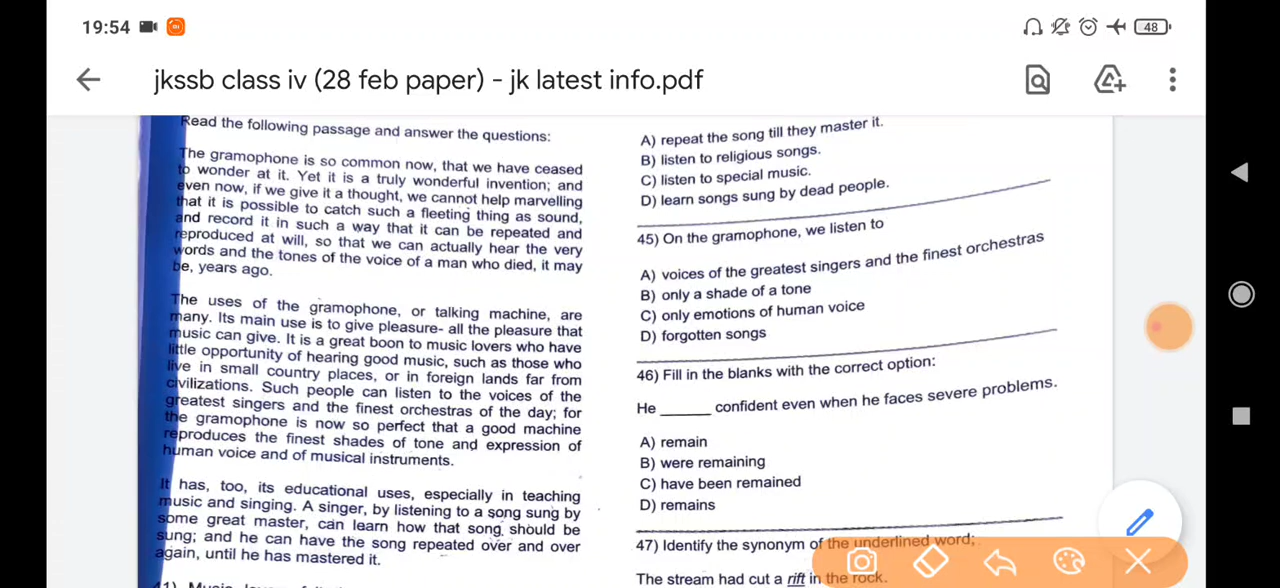 19:54
48
jkssb class iv (28 feb paper) - jk latest info.pdf
Read the following passage and answer the questions:
The gramophone is so common now, that we have ceased
to wonder at it. Yet it is a truly wonderful invention; and
even now, if we give it a thought, we cannot help marvelling
that it is possible to catch such a fleeting thing as sound,
and record it in such a way that it can be repeated and
reproduced at will, so that we can actually hear the very
words and the tones of the voice of a man who died, it may
be, years ago.
The uses of the gramophone, or talking machine, are
many. Its main use is to give pleasure- all the pleasure that
music can give. It is a great boon to music lovers who have
little opportunity of hearing good music, such as those who
live in small country places, or in foreign lands far from
civilizations. Such people can listen to the voices of the
greatest singers and the finest orchestras of the day; for
the gramophone is now so perfect that a good machine
reproduces the finest shades of tone and expression of
human voice and of musical instruments.
It has, too, its educational uses, especially in teaching
music and singing. A singer, by listening to a song sung by
some great master, can learn how that song should be
sung; and he can have the song repeated over and over
again, until he has mastered it.
A) repeat the song till they master it.
B) listen to religious songs.
C) listen to special music.
D) learn songs sung by dead people.
45) On the gramophone, we listen to
A) voices of the greatest singers and the finest orchestras
B) only a shade of a tone
C) only emotions of human voice
D) forgotten songs
46) Fill in the blanks with the correct option:
He ______ confident even when he faces severe problems.
A) remain
B) were remaining
C) have been remained
D) remains
47) Identify the synonym of the underlined word;
The stream had cut a rift in the rock.